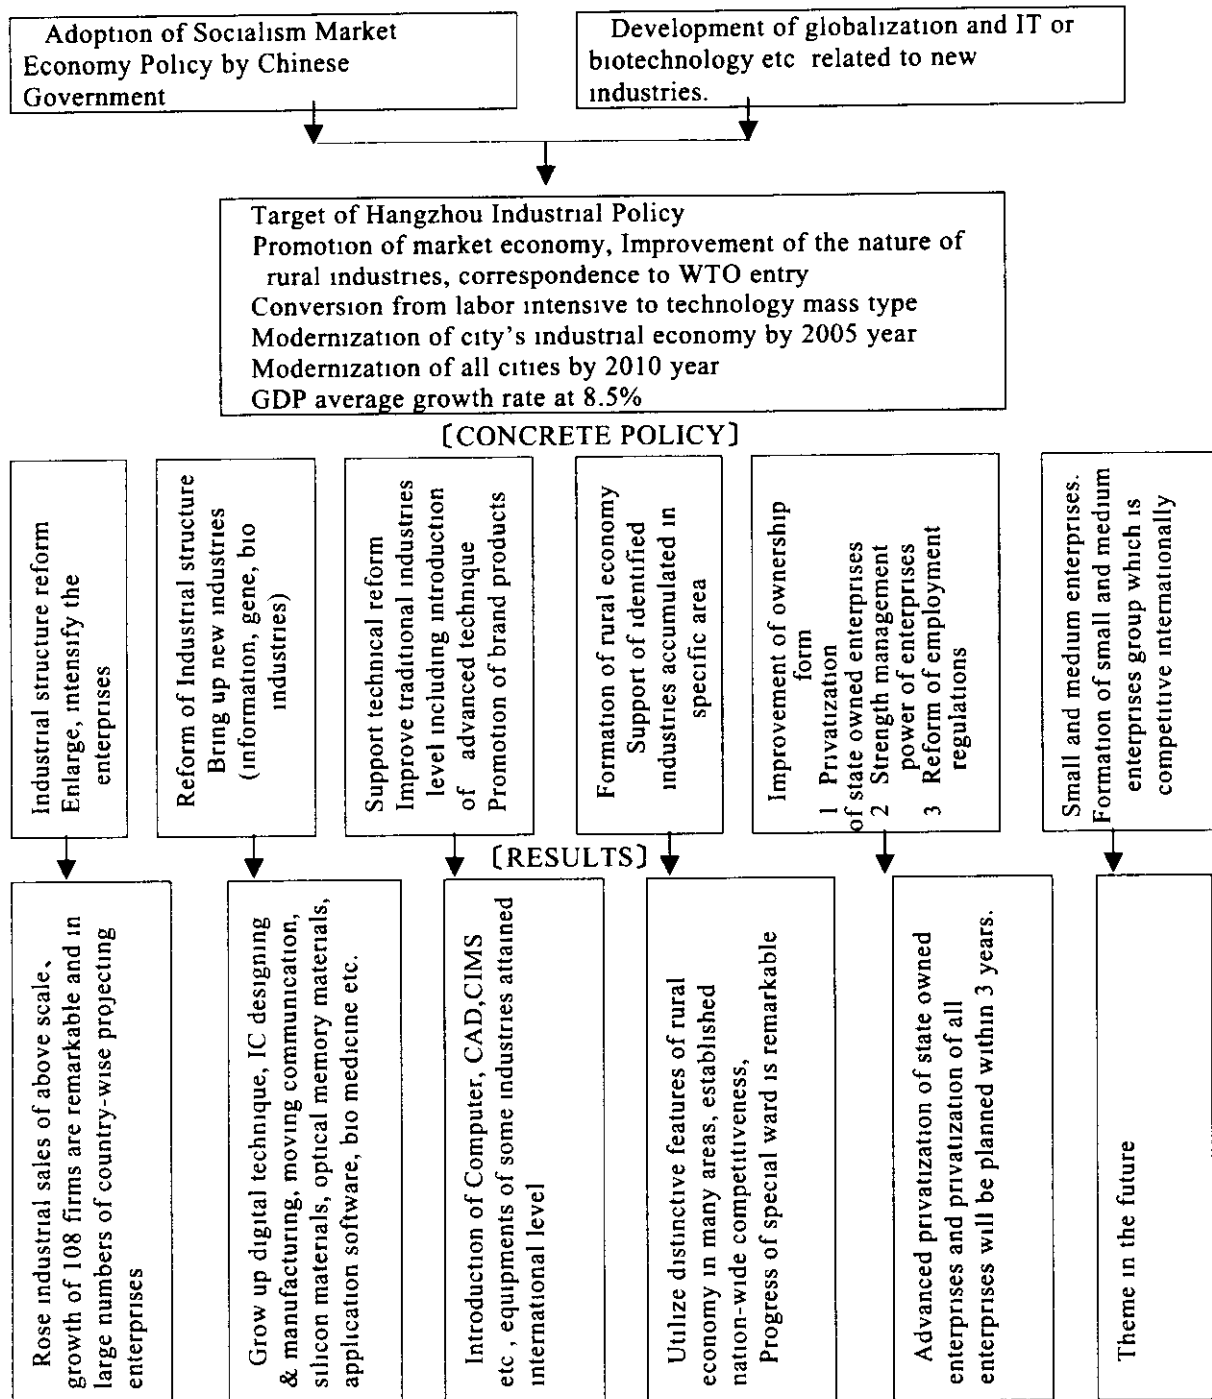 Adoption of Socialism Market
Economy Policy by Chinese
Government
Development of globalization and IT or
biotechnology etc related to new
industries.
Target of Hangzhou Industrial Policy
Promotion of market economy, Improvement of the nature of
rural industries, correspondence to WTO entry
Conversion from labor intensive to technology mass type
Modernization of city's industrial economy by 2005 year
Modernization of all cities by 2010 year
GDP average growth rate at 8.5%
〔CONCRETE POLICY〕
Industrial structure reform
Enlarge, intensify the
enterprises
Reform of Industrial structure
Bring up new industries
(information, gene, bio
industries)
Support technical reform
Improve traditional industries
level including introduction
of advanced technique
Promotion of brand products
Formation of rural economy
Support of identified
industries accumulated in
specific area
Improvement of ownership
form
1 Privatization
of state owned enterprises
2 Strength management
power of enterprises
3 Reform of employment
regulations
Small and medium enterprises.
Formation of small and medium
enterprises group which is
competitive internationally
〔RESULTS〕
Rose industrial sales of above scale、
growth of 108 firms are remarkable and in
large numbers of country-wise projecting
enterprises
Grow up digital technique, IC designing
& manufacturing, moving communication,
silicon materials, optical memory materials,
application software, bio medicine etc.
Introduction of Computer, CAD,CIMS
etc , equipments of some industries attained
international level
Utilize distinctive features of rural
economy in many areas, established
nation-wide competitiveness,
Progress of special ward is remarkable
Advanced privatization of state owned
enterprises and privatization of all
enterprises will be planned within 3 years.
Theme in the future